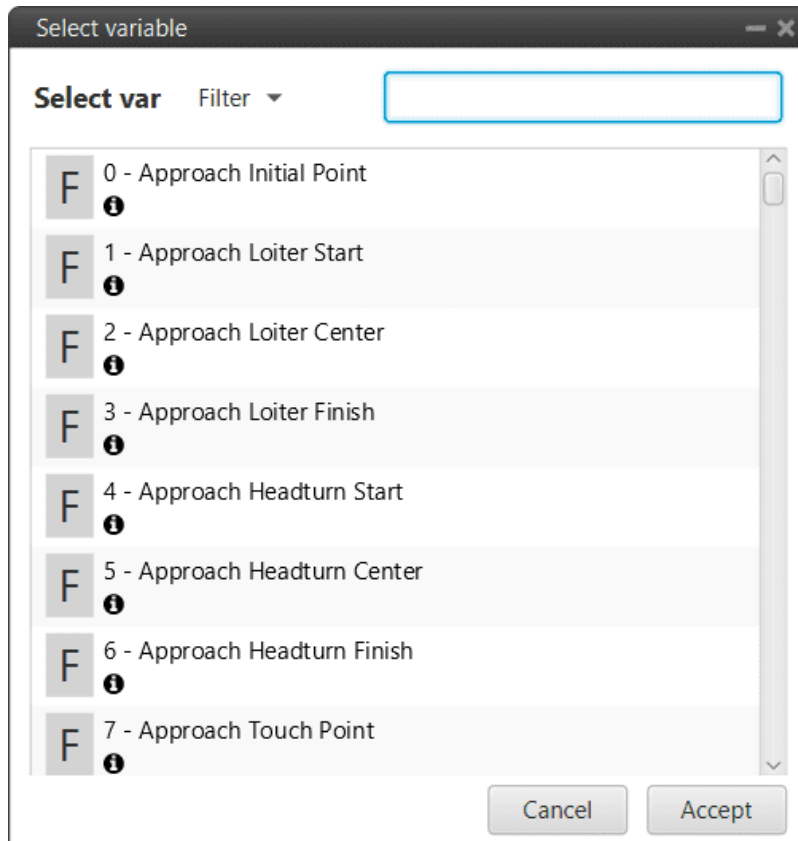 Select variable
Select var Filter
F 0 - Approach Initial Point
F 1 - Approach Loiter Start
F 2 - Approach Loiter Center
F 3 - Approach Loiter Finish
F 4 - Approach Headturn Start
F 5 - Approach Headturn Center
F 6 - Approach Headturn Finish
F 7 - Approach Touch Point
Cancel Accept